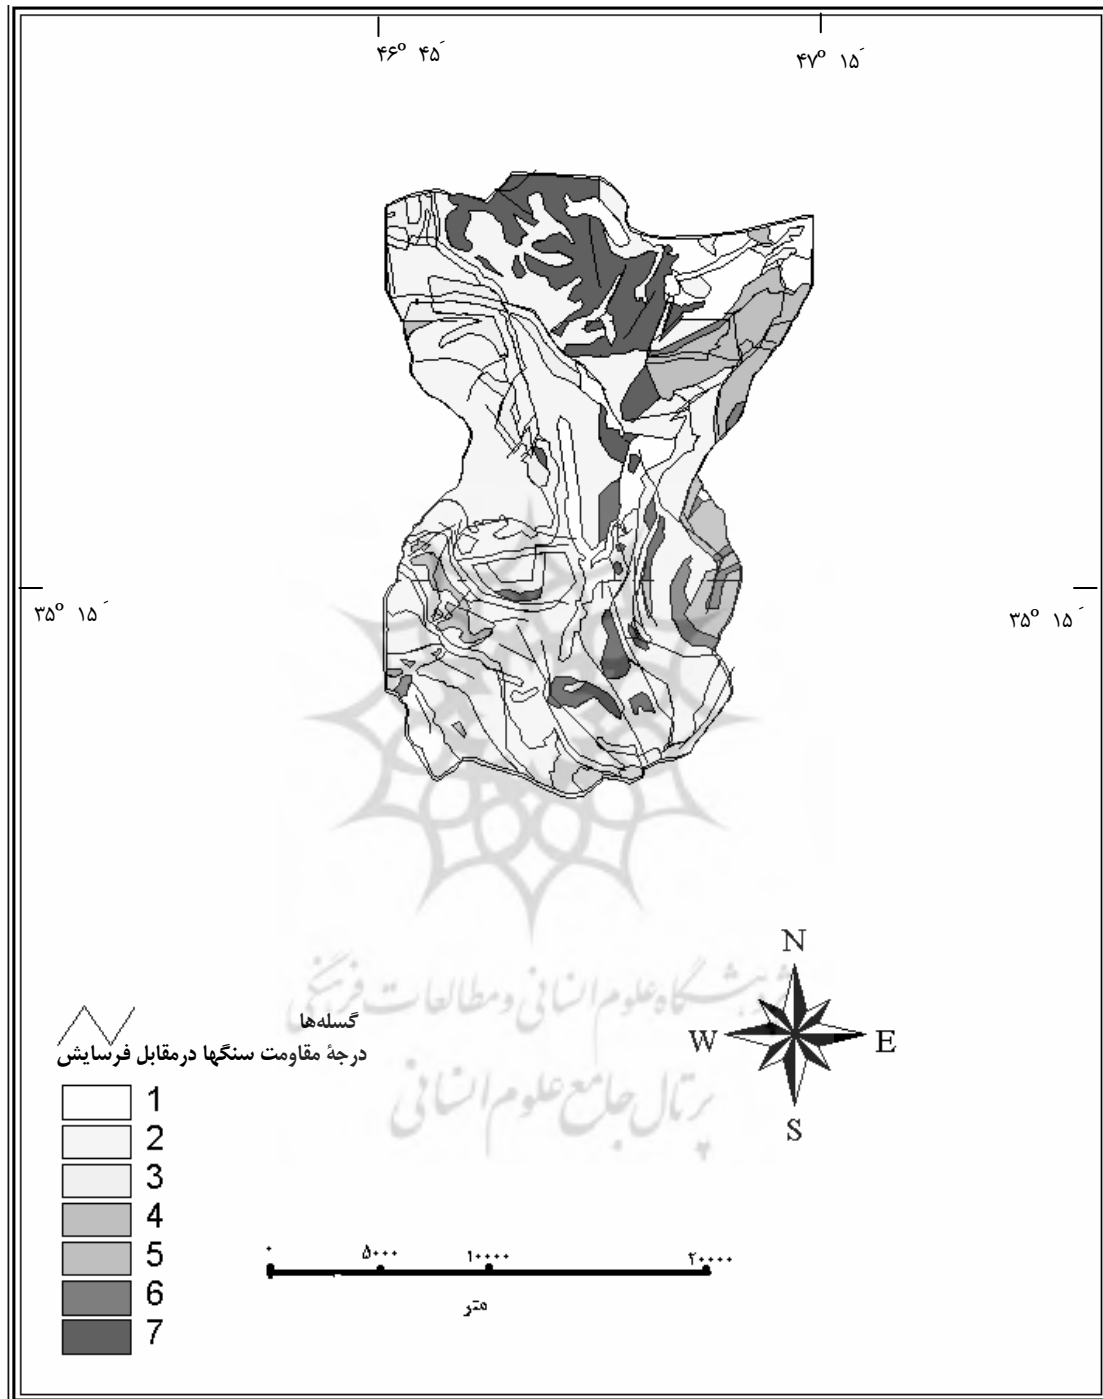 ۴۶° ۴۵´
۴۷° ۱۵´
۳۵° ۱۵´
۳۵° ۱۵´
پژوهشگاه علوم انسانی و مطالعات فرهنگی
پرتال جامع علوم انسانی
N
W
E
S
گسله‌ها
درجهٔ مقاومت سنگها درمقابل فرسایش
1
2
3
4
5
6
7
۰ ۵۰۰۰ ۱۰۰۰۰ ۲۰۰۰۰
متر